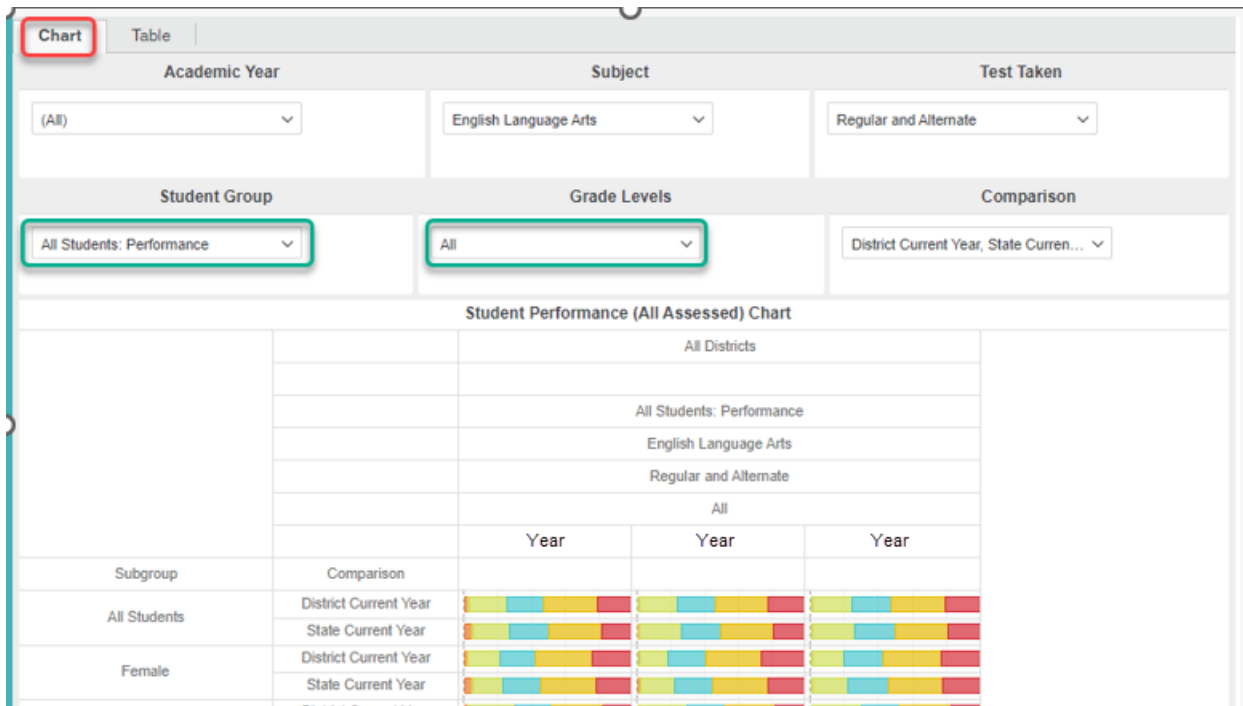 Chart Table
Academic Year Subject Test Taken
(All) English Language Arts Regular and Alternate
Student Group Grade Levels Comparison
All Students: Performance All District Current Year, State Curren...
Student Performance (All Assessed) Chart
All Districts
All Students: Performance
English Language Arts
Regular and Alternate
All
Year Year Year
Subgroup Comparison
All Students District Current Year
State Current Year
Female District Current Year
State Current Year